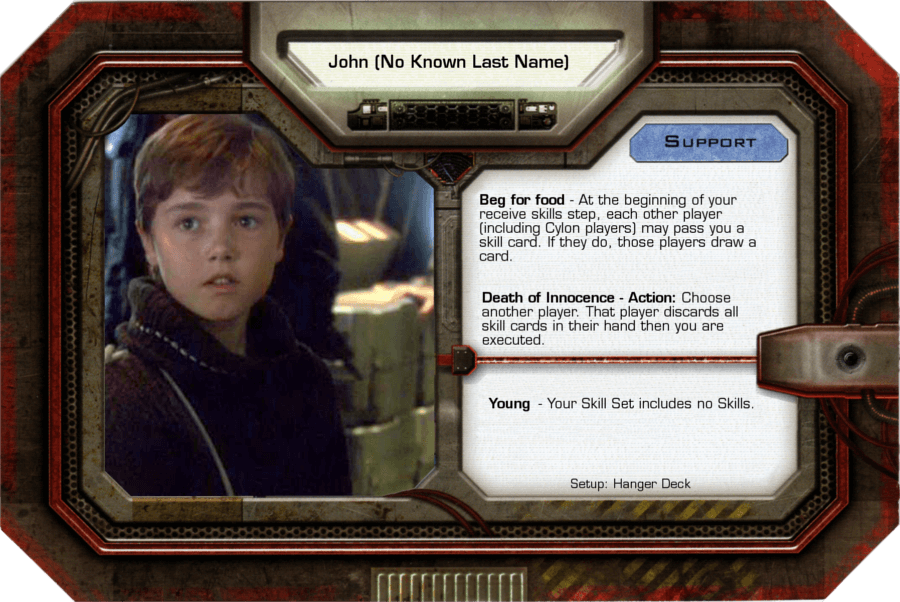 John (No Known Last Name)
SUPPORT
Beg for food - At the beginning of your
receive skills step, each other player
(including Cylon players) may pass you a
skill card. If they do, those players draw a
card.
Death of Innocence - Action: Choose
another player. That player discards all
skill cards in their hand then you are
executed.
Young - Your Skill Set includes no Skills.
Setup: Hanger Deck